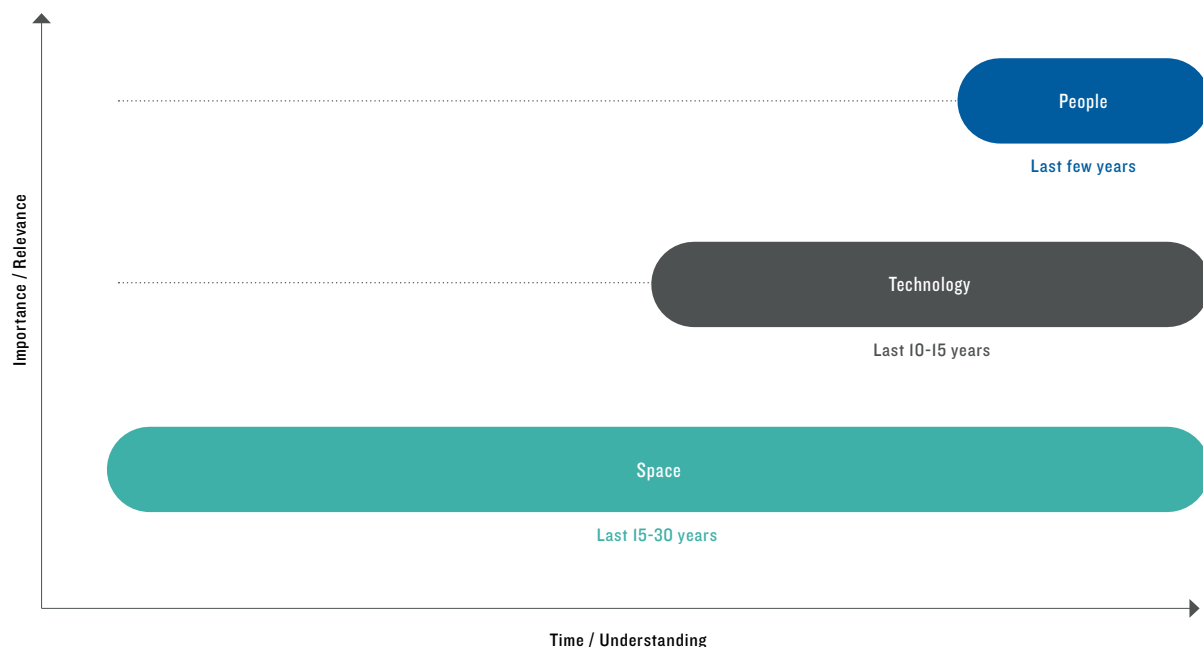 People
Last few years
Importance / Relevance
Technology
Last 10-15 years
Space
Last 15-30 years
Time / Understanding